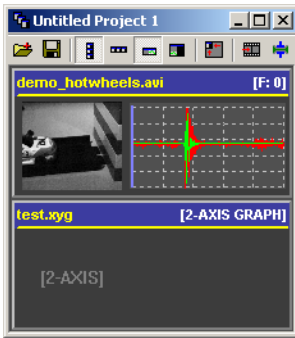 Untitled Project 1
demo_hotwheels.avi [F: 0]
test.xyg [2-AXIS GRAPH]
[2-AXIS]